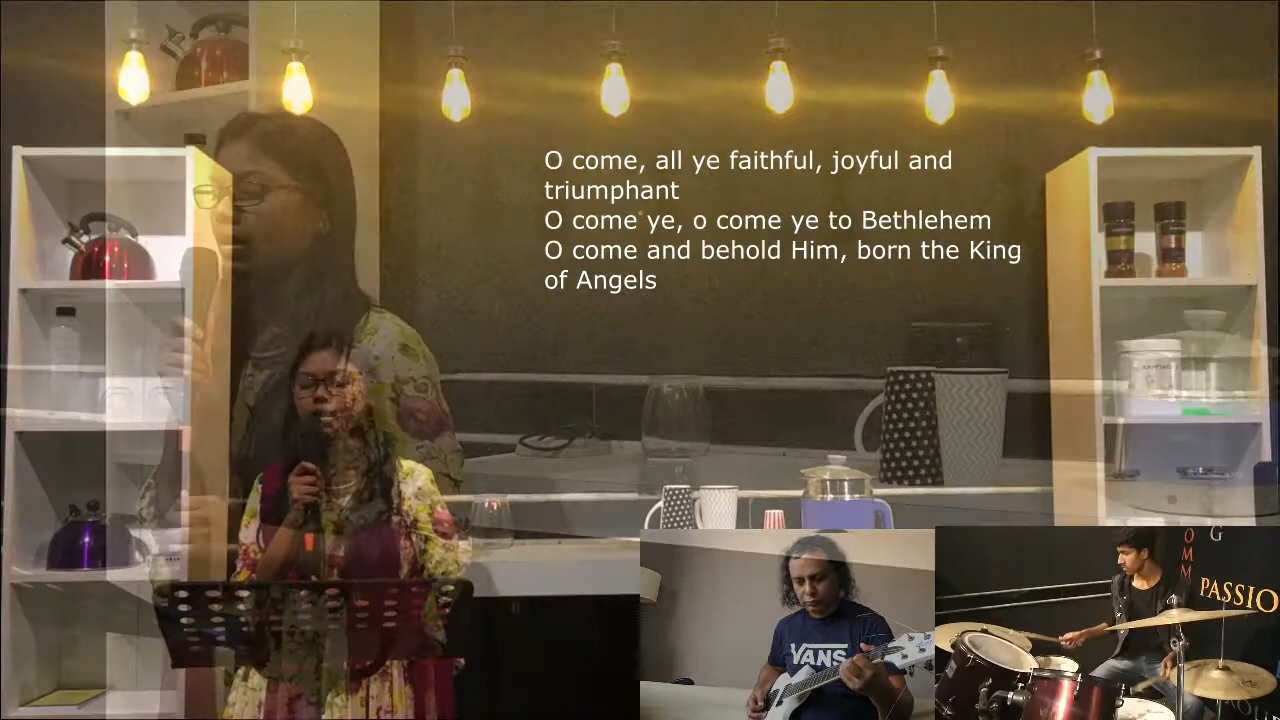 O come, all ye faithful, joyful and
triumphant
O come ye, o come ye to Bethlehem
O come and behold Him, born the King
of Angels
G
OMM
PASSIO
VANS